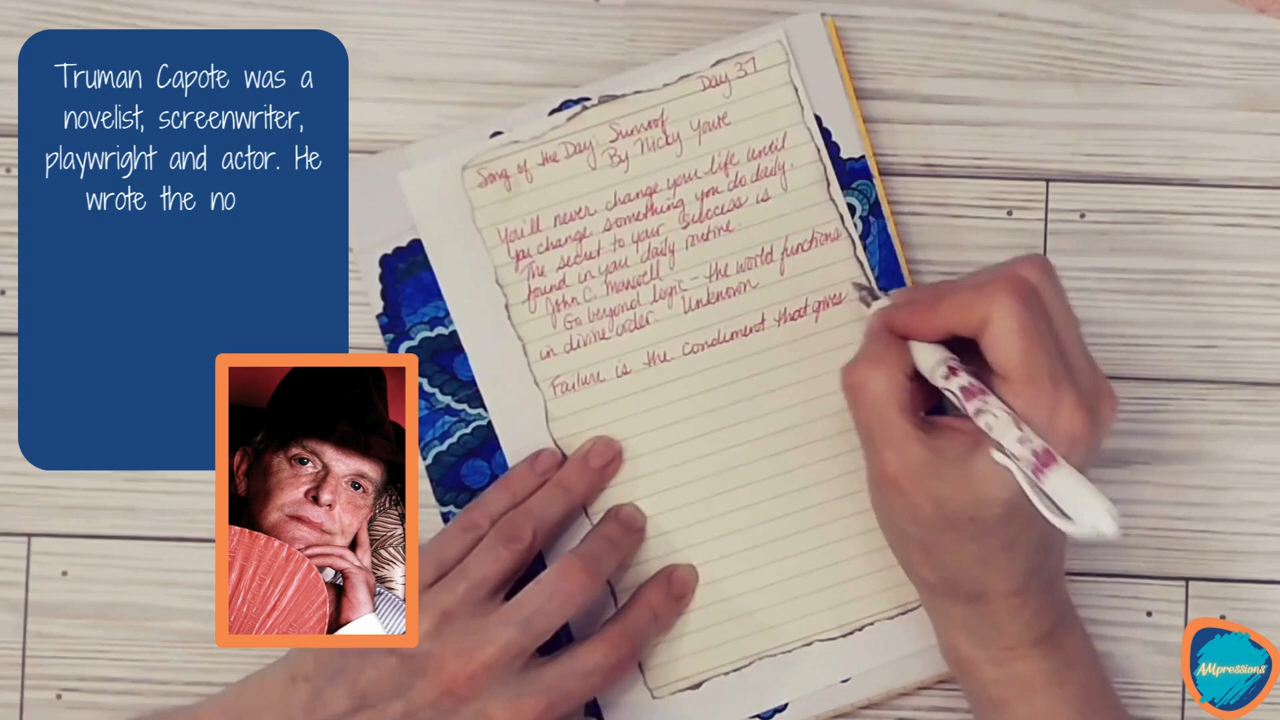 Truman Capote was a
novelist, screenwriter,
playwright and actor. He
wrote the no
Day 37
Song of the Day: Sunroof
By Nicky Youre
You'll never change your life until
you change something you do daily.
The secret to your success is
found in you daily routine.
John C. Maxwell
Go beyond logic - the world functions
in divine order. Unknown
Failure is the condiment that gives
AMpressions